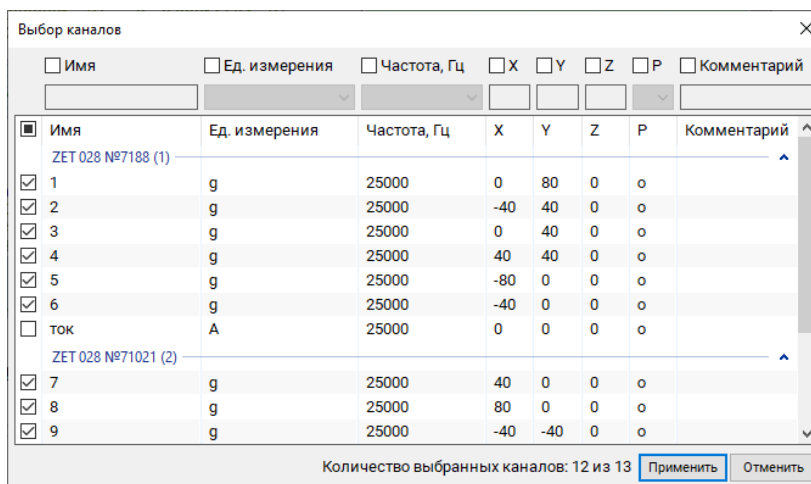 Выбор каналов
Имя Ед. измерения Частота, Гц X Y Z P Комментарий
Имя Ед. измерения Частота, Гц X Y Z P Комментарий
ZET 028 №7188 (1)
1 g 25000 0 80 0 o
2 g 25000 -40 40 0 o
3 g 25000 0 40 0 o
4 g 25000 40 40 0 o
5 g 25000 -80 0 0 o
6 g 25000 -40 0 0 o
ток А 25000 0 0 0 o
ZET 028 №71021 (2)
7 g 25000 40 0 0 o
8 g 25000 80 0 0 o
9 g 25000 -40 -40 0 o
Количество выбранных каналов: 12 из 13 Применить Отменить